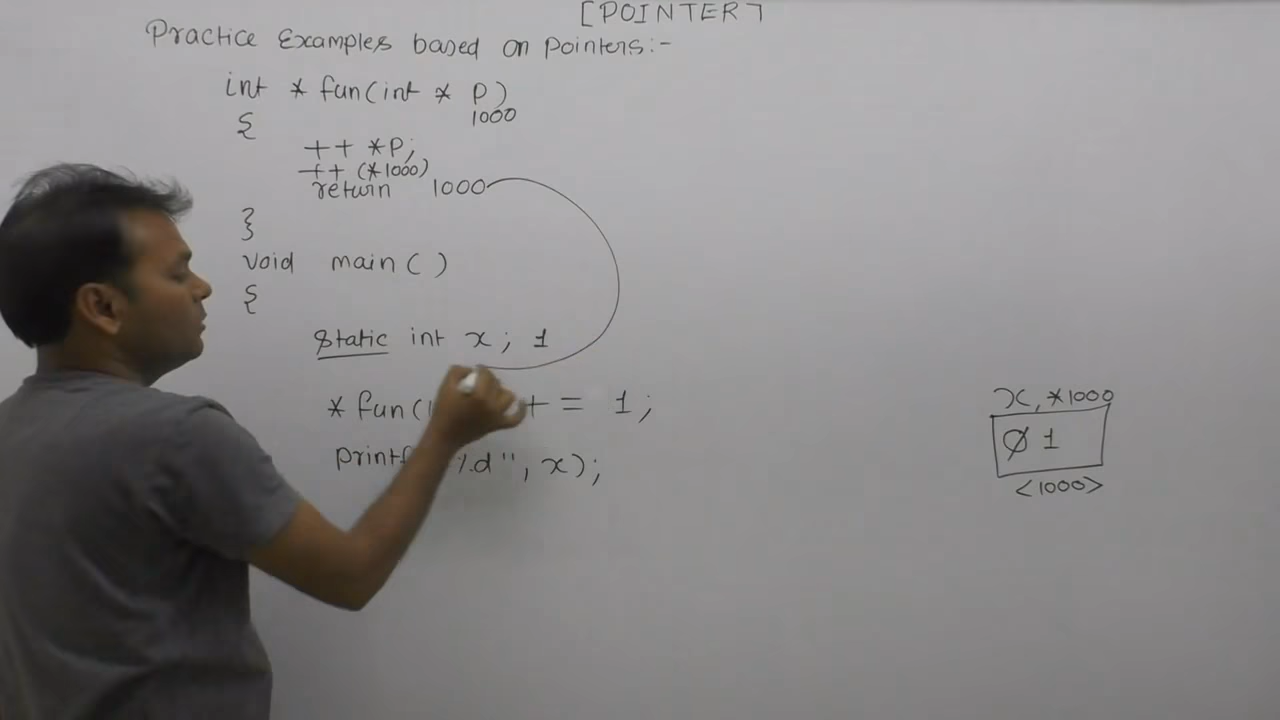 [POINTER]
Practice Examples based on Pointers:-
int * fun(int * P)
1000
{
++ *P;
++ (*1000)
return 1000
}
void main( )
{
static int x; 1
* fun( += 1;
printf %d", x);
x, *1000
0 1
<1000>